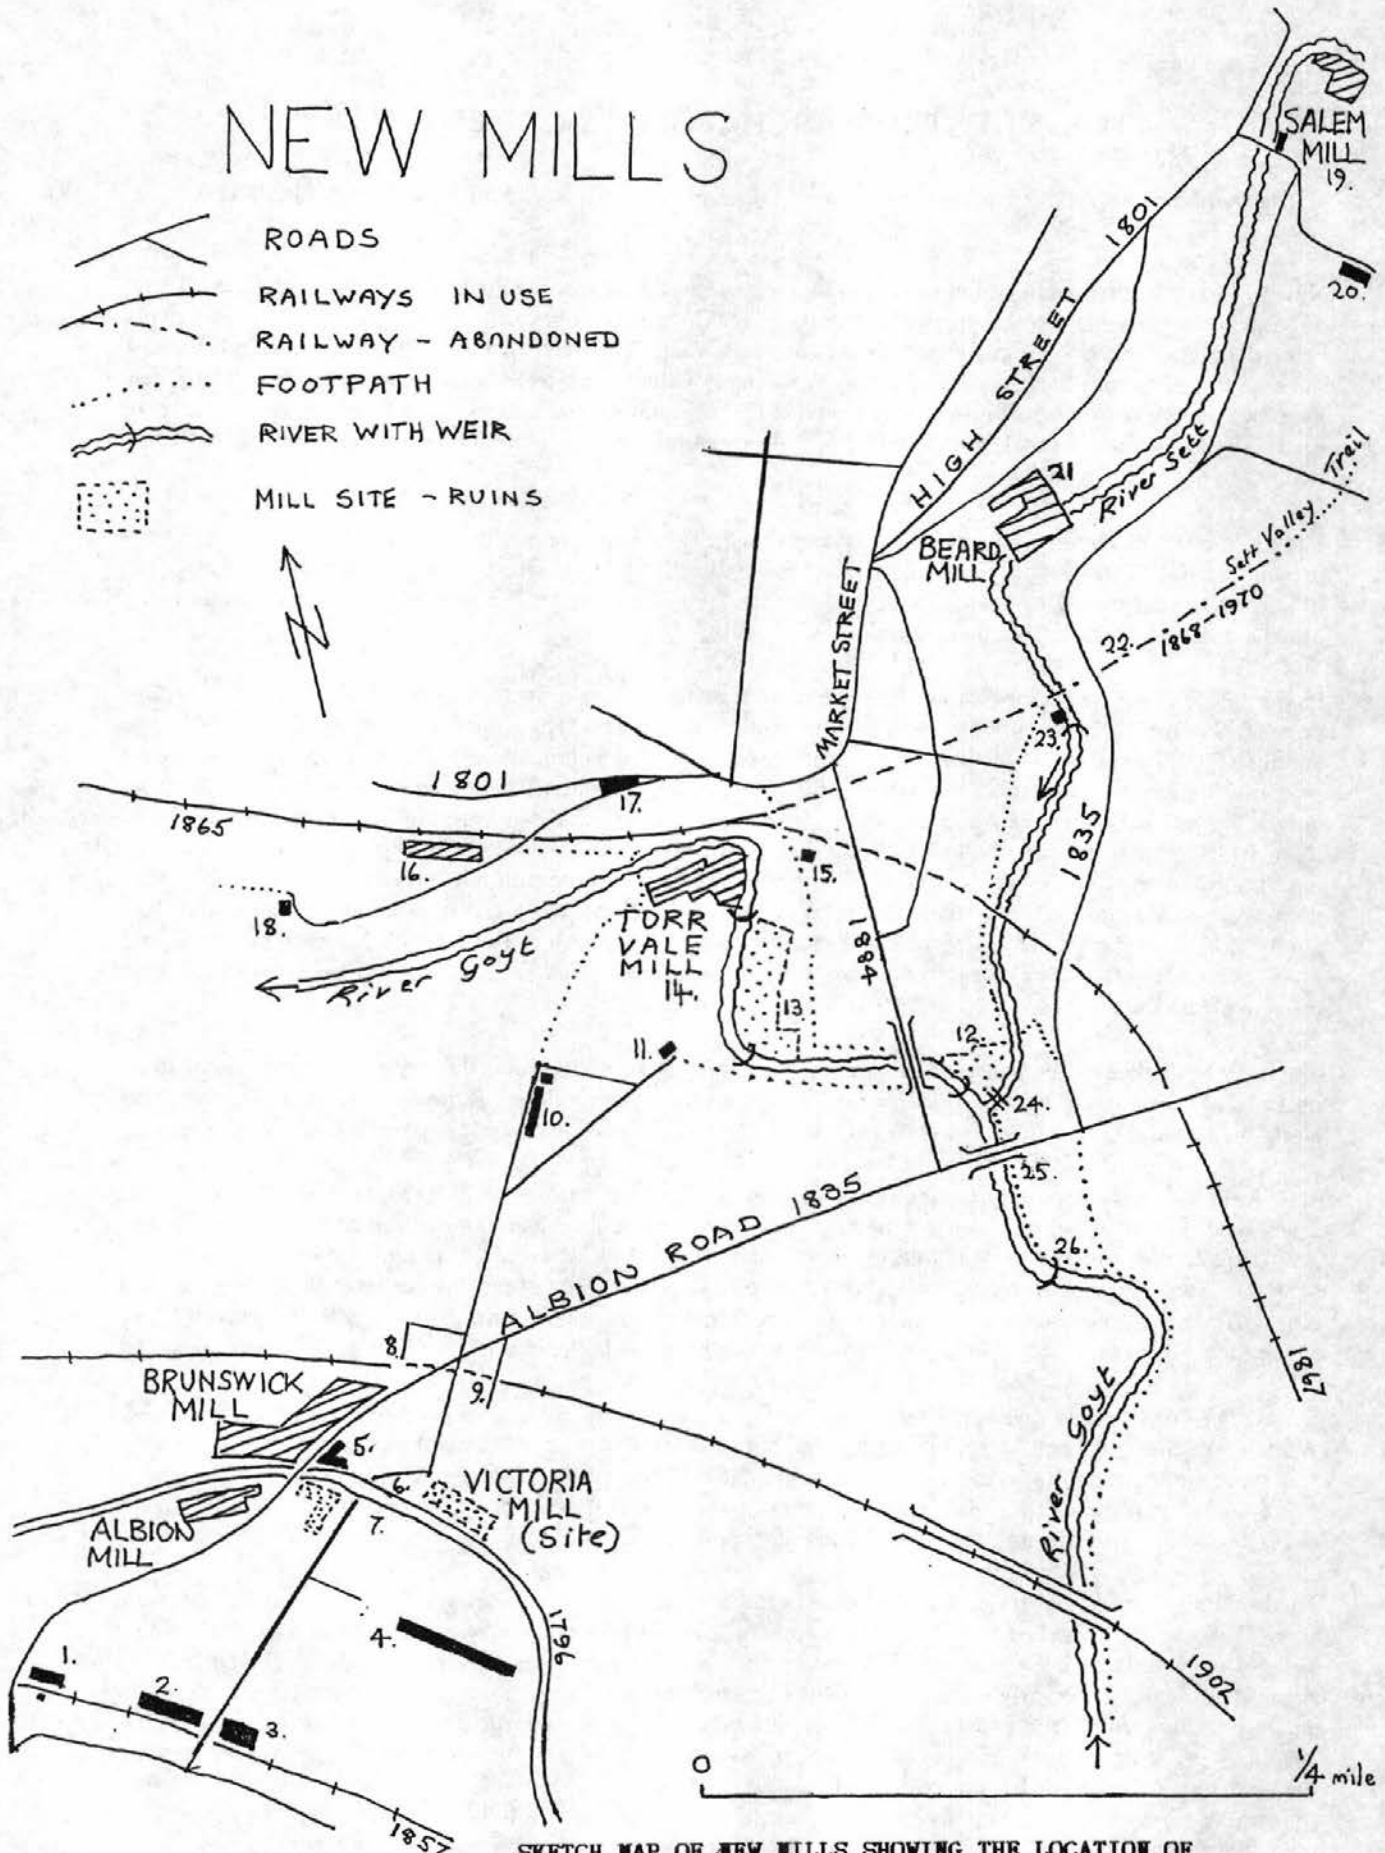 NEW MILLS
ROADS
RAILWAYS IN USE
RAILWAY - ABANDONED
FOOTPATH
RIVER WITH WEIR
MILL SITE - RUINS
N
SALEM
MILL
19.
20.
1801
HIGH STREET
21
River Sett
BEARD
MILL
Sett Valley Trail
22.
1868-1970
MARKET STREET
23.
1835
1801
17.
1865
16.
15.
18.
TORR
VALE
MILL
14.
River Goyt
1884
13
12.
11.
10.
24.
25.
ALBION ROAD 1835
26.
8.
9.
1867
BRUNSWICK
MILL
5.
6.
VICTORIA
MILL
(Site)
7.
ALBION
MILL
River Goyt
4.
1796
1.
2.
3.
1902
1857
0
1/4 mile
SKETCH MAP OF NEW MILLS SHOWING THE LOCATION OF